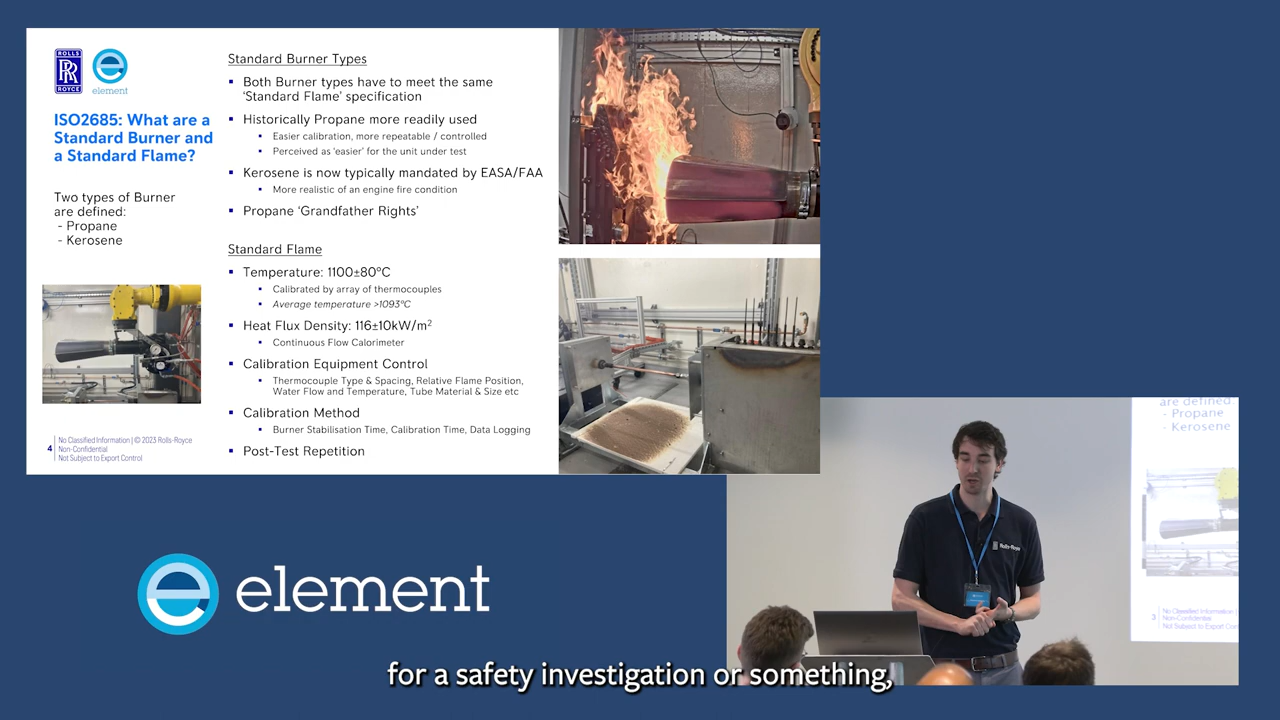 ROLLS
RR
ROYCE
element
ISO2685: What are a
Standard Burner and
a Standard Flame?
Two types of Burner
are defined:
- Propane
- Kerosene
4
No Classified Information | © 2023 Rolls-Royce
Non-Confidential
Not Subject to Export Control
Standard Burner Types
▪ Both Burner types have to meet the same
‘Standard Flame’ specification
▪ Historically Propane more readily used
▪ Easier calibration, more repeatable / controlled
▪ Perceived as ‘easier’ for the unit under test
▪ Kerosene is now typically mandated by EASA/FAA
▪ More realistic of an engine fire condition
▪ Propane ‘Grandfather Rights’
Standard Flame
▪ Temperature: 1100±80°C
▪ Calibrated by array of thermocouples
▪ Average temperature >1093°C
▪ Heat Flux Density: 116±10kW/m²
▪ Continuous Flow Calorimeter
▪ Calibration Equipment Control
▪ Thermocouple Type & Spacing, Relative Flame Position,
Water Flow and Temperature, Tube Material & Size etc
▪ Calibration Method
▪ Burner Stabilisation Time, Calibration Time, Data Logging
▪ Post-Test Repetition
are defined
- Propane
- Kerosene
Rolls-Royce
3
No Classified Information
Non-Confidential
Not Subject to Export Con
element
for a safety investigation or something,